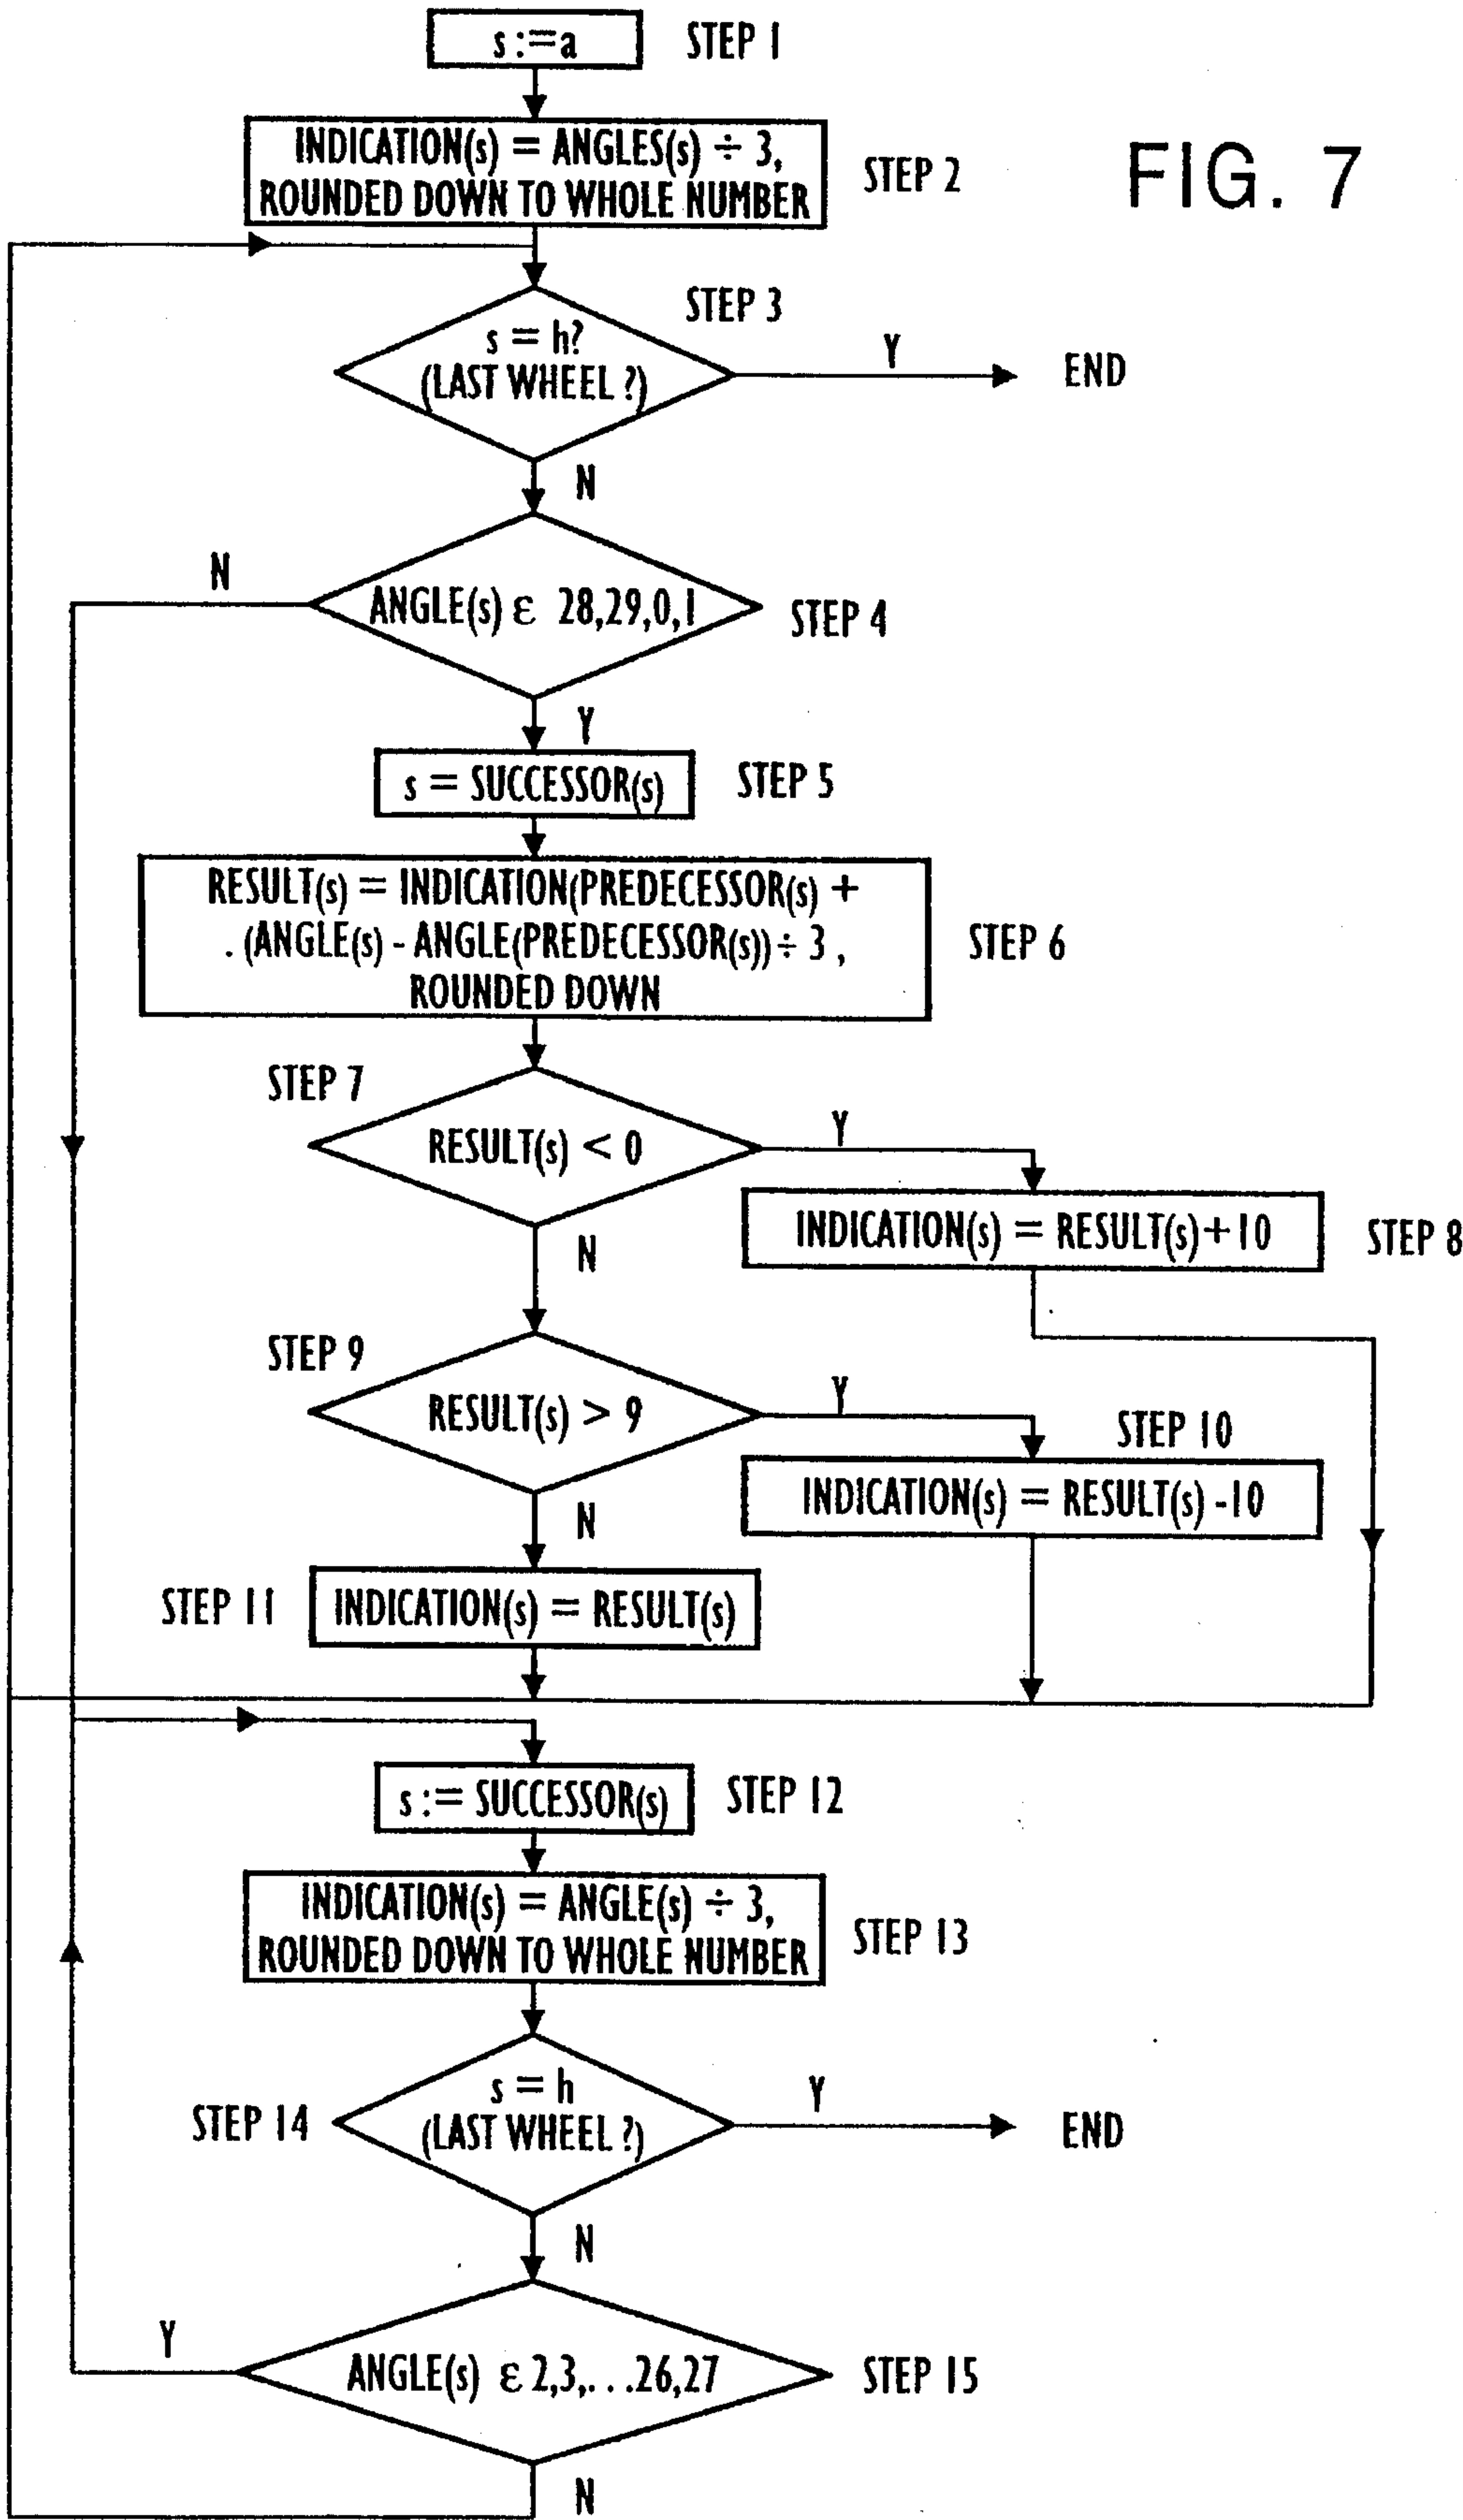 s :=a
STEP 1
INDICATION(s) = ANGLES(s) ÷ 3,
ROUNDED DOWN TO WHOLE NUMBER
STEP 2
FIG. 7
STEP 3
s = h?
(LAST WHEEL ?)
Y
END
N
N
ANGLE(s) ε 28,29,0,1
STEP 4
Y
s = SUCCESSOR(s)
STEP 5
RESULT(s) = INDICATION(PREDECESSOR(s) +
. (ANGLE(s) - ANGLE(PREDECESSOR(s)) ÷ 3 ,
ROUNDED DOWN
STEP 6
STEP 7
RESULT(s) < 0
Y
INDICATION(s) = RESULT(s)+10
STEP 8
N
STEP 9
RESULT(s) > 9
Y
STEP 10
INDICATION(s) = RESULT(s) -10
N
STEP 11
INDICATION(s) = RESULT(s)
s := SUCCESSOR(s)
STEP 12
INDICATION(s) = ANGLE(s) ÷ 3,
ROUNDED DOWN TO WHOLE NUMBER
STEP 13
s = h
(LAST WHEEL ?)
STEP 14
Y
END
N
Y
ANGLE(s) ε 2,3,. . .26,27
STEP 15
N